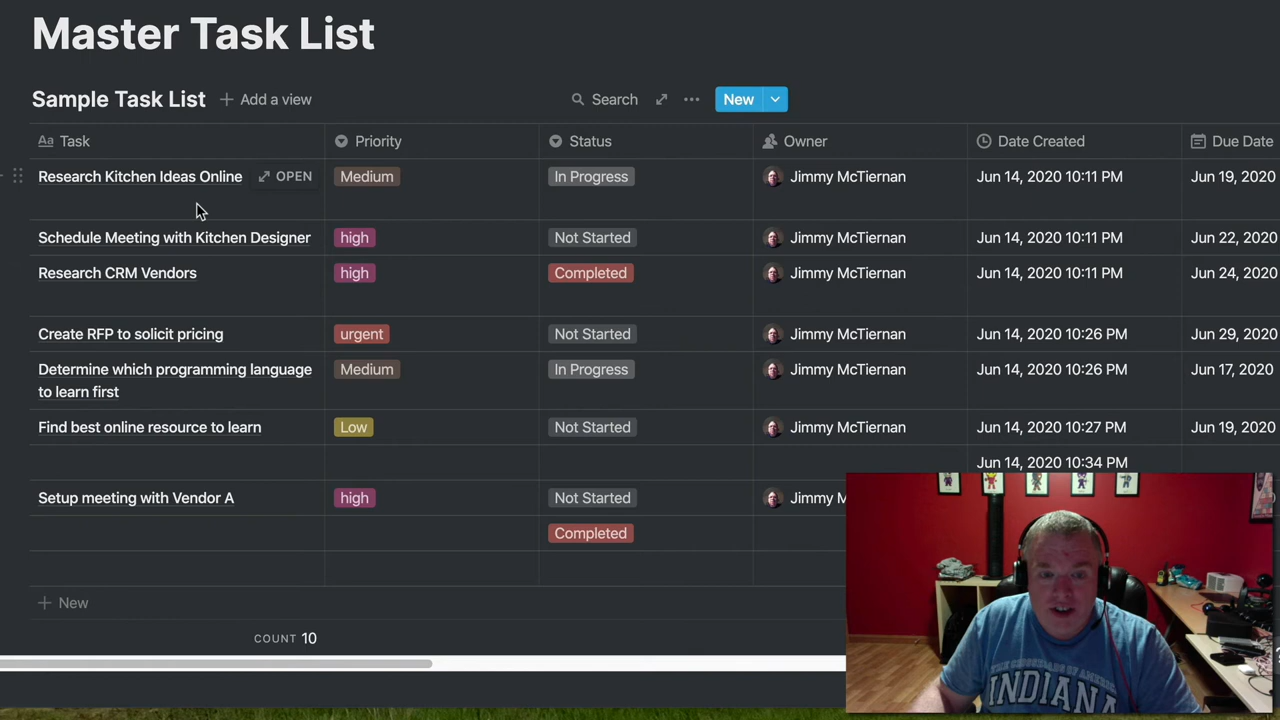 Master Task List
Sample Task List + Add a view Search New
Aa Task Priority Status Owner Date Created Due Date
Research Kitchen Ideas Online OPEN Medium In Progress Jimmy McTiernan Jun 14, 2020 10:11 PM Jun 19, 2020
Schedule Meeting with Kitchen Designer high Not Started Jimmy McTiernan Jun 14, 2020 10:11 PM Jun 22, 2020
Research CRM Vendors high Completed Jimmy McTiernan Jun 14, 2020 10:11 PM Jun 24, 2020
Create RFP to solicit pricing urgent Not Started Jimmy McTiernan Jun 14, 2020 10:26 PM Jun 29, 2020
Determine which programming language Medium In Progress Jimmy McTiernan Jun 14, 2020 10:26 PM Jun 17, 2020
to learn first
Find best online resource to learn Low Not Started Jimmy McTiernan Jun 14, 2020 10:27 PM Jun 19, 2020
Jun 14, 2020 10:34 PM
Setup meeting with Vendor A high Not Started Jimmy M
Completed
+ New
COUNT 10
THE CROSSROADS OF AMERICA
INDIANA